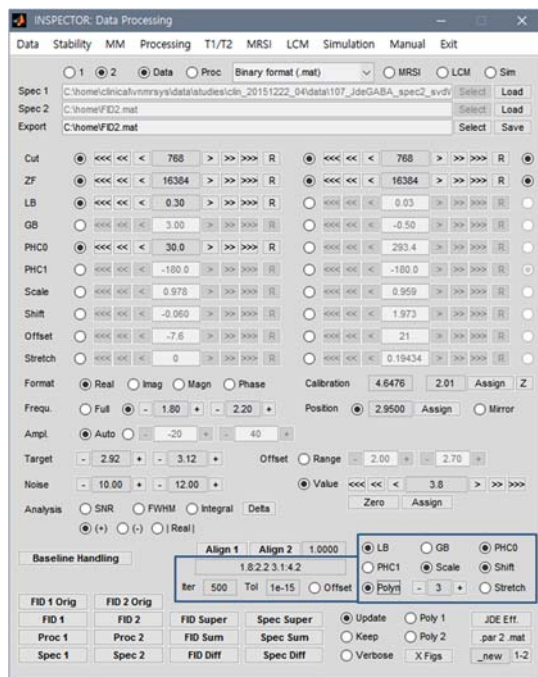 INSPECTOR: Data Processing
Data Stability MM Processing T1/T2 MRSI LCM Simulation Manual Exit
1 2 Data Proc Binary format (.mat) MRSI LCM Sim
Spec 1 C:\home\clinical\vnmrsys\data\studies\clin_20151222_04\data\107_JdeGABA_spec2_svd\ Select Load
Spec 2 C:\home\FID2.mat Select Load
Export C:\home\FID2.mat Select Save
Cut <<< << < 768 > >> >>> R <<< << < 768 > >> >>> R
ZF <<< << < 16384 > >> >>> R <<< << < 16384 > >> >>> R
LB <<< << < 0.30 > >> >>> R <<< << < 0.03 > >> >>> R
GB <<< << < 3.00 > >> >>> R <<< << < -0.50 > >> >>> R
PHC0 <<< << < 30.0 > >> >>> R <<< << < 293.4 > >> >>> R
PHC1 <<< << < -180.0 > >> >>> R <<< << < -180.0 > >> >>> R
Scale <<< << < 0.978 > >> >>> R <<< << < 0.959 > >> >>> R
Shift <<< << < -0.060 > >> >>> R <<< << < 1.973 > >> >>> R
Offset <<< << < -7.6 > >> >>> R <<< << < 21 > >> >>> R
Stretch <<< << < 0 > >> >>> R <<< << < 0.19434 > >> >>> R
Format Real Imag Magn Phase Calibration 4.6476 2.01 Assign Z
Frequ. Full - 1.80 + - 2.20 + Position 2.9500 Assign Mirror
Ampl. Auto - -20 + - 40 +
Target - 2.92 + - 3.12 + Offset Range - 2.00 + - 2.70 +
Noise - 10.00 + - 12.00 + Value <<< << < 3.8 > >> >>>
Analysis SNR FWHM Integral Delta Zero Assign
(+) (-) | Real |
Align 1 Align 2 1.0000 LB GB PHC0
Baseline Handling 1.8:2.2 3.1:4.2 PHC1 Scale Shift
Iter 500 Tol 1e-15 Offset Polyn - 3 + Stretch
FID 1 Orig FID 2 Orig
FID 1 FID 2 FID Super Spec Super Update Poly 1 JDE Eff.
Proc 1 Proc 2 FID Sum Spec Sum Keep Poly 2 .par 2 .mat
Spec 1 Spec 2 FID Diff Spec Diff Verbose X Figs _new 1-2